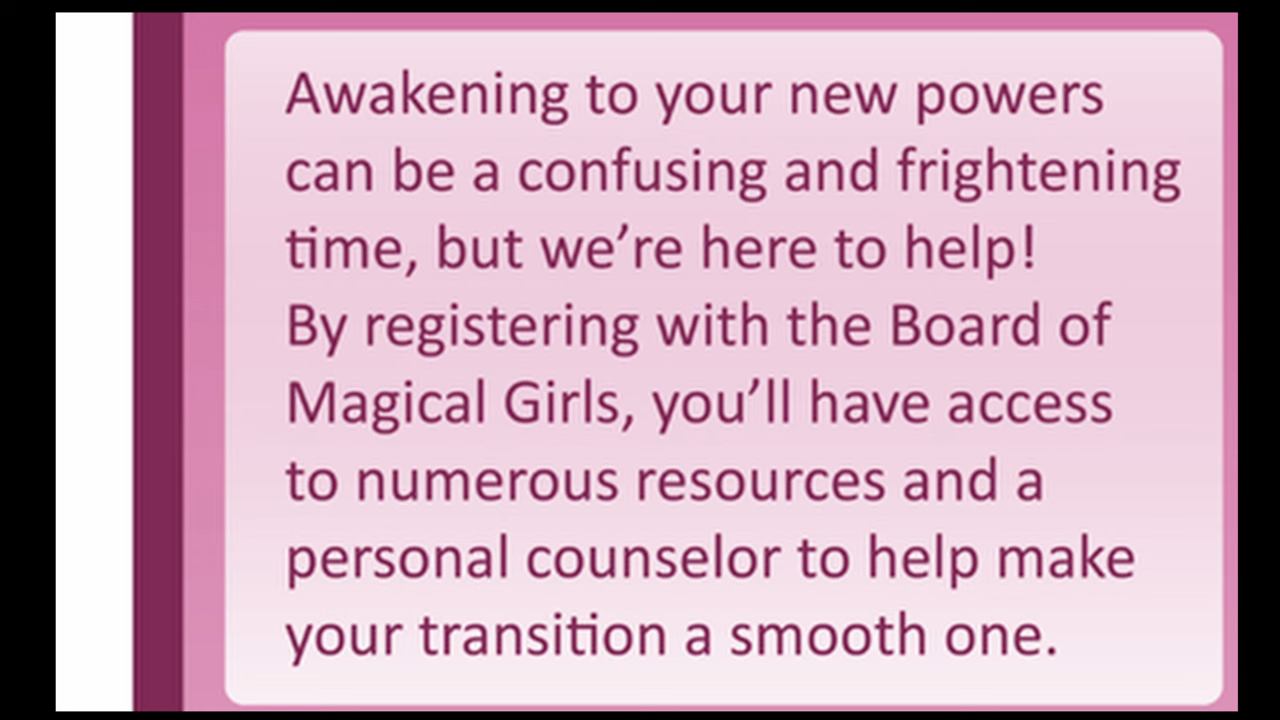 Awakening to your new powers
can be a confusing and frightening
time, but we’re here to help!
By registering with the Board of
Magical Girls, you’ll have access
to numerous resources and a
personal counselor to help make
your transition a smooth one.